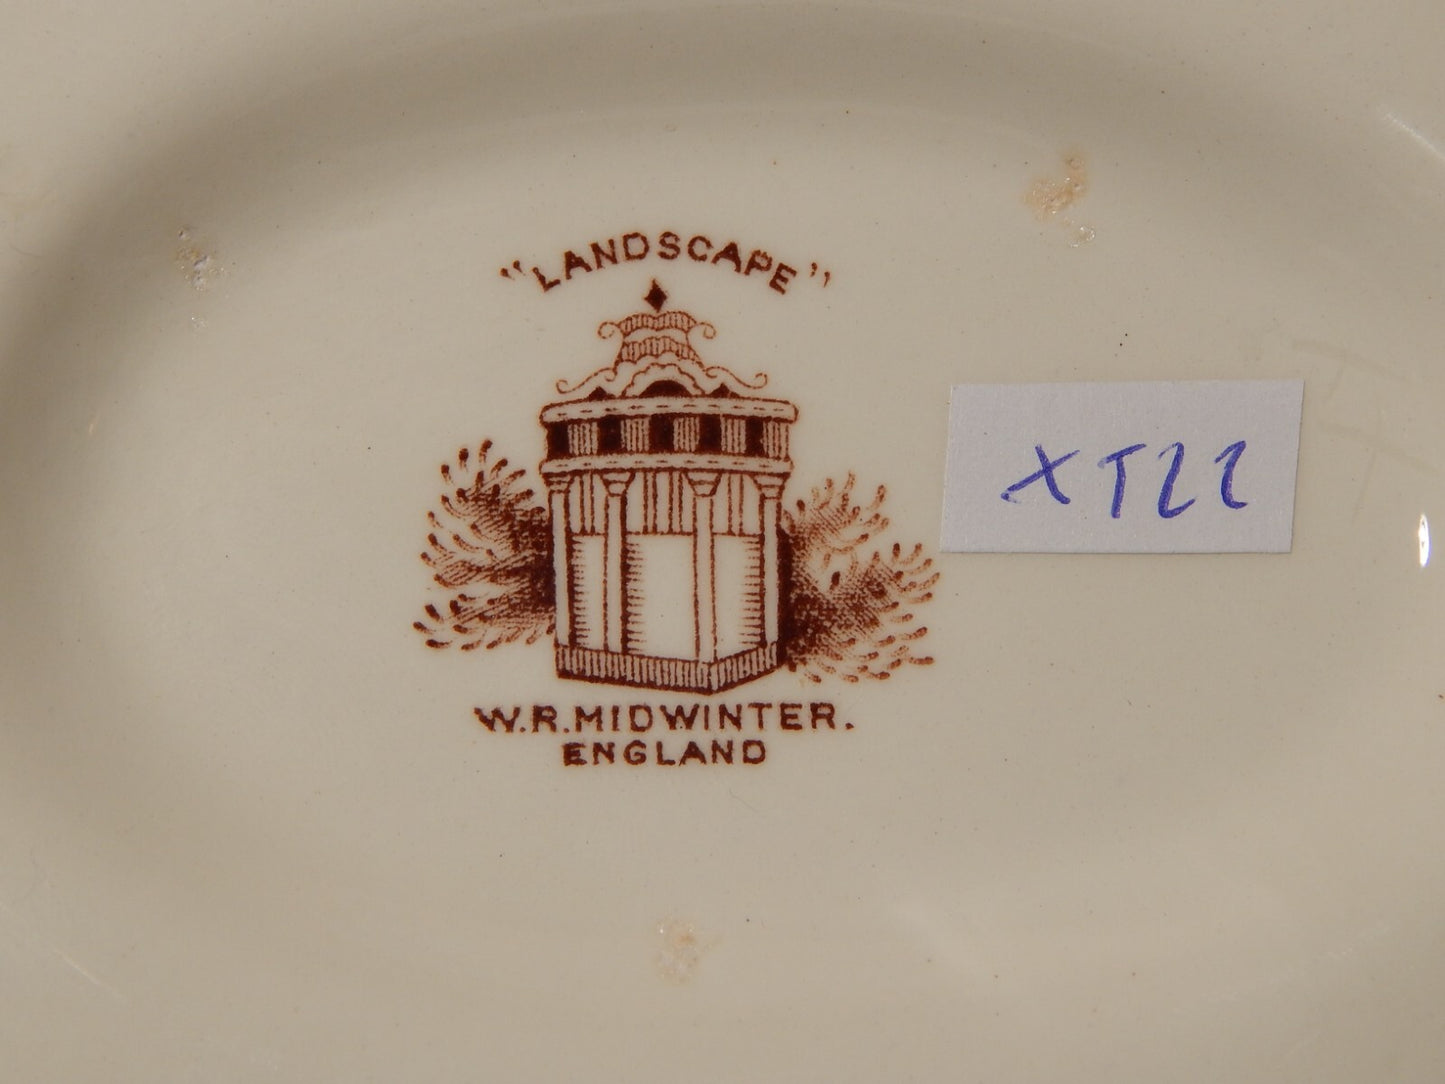 "LANDSCAPE"
XT22
W.R.MIDWINTER.
ENGLAND